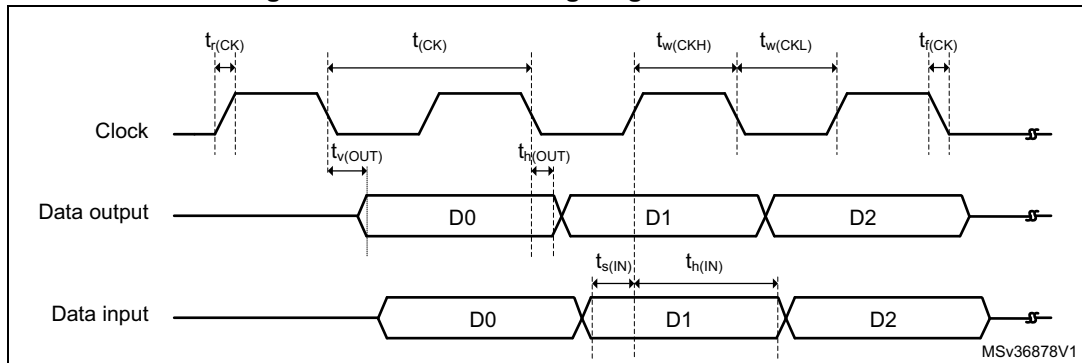 tr(CK) t(CK) tw(CKH) tw(CKL) tf(CK)
Clock
tv(OUT) th(OUT)
Data output D0 D1 D2
ts(IN) th(IN)
Data input D0 D1 D2
MSv36878V1